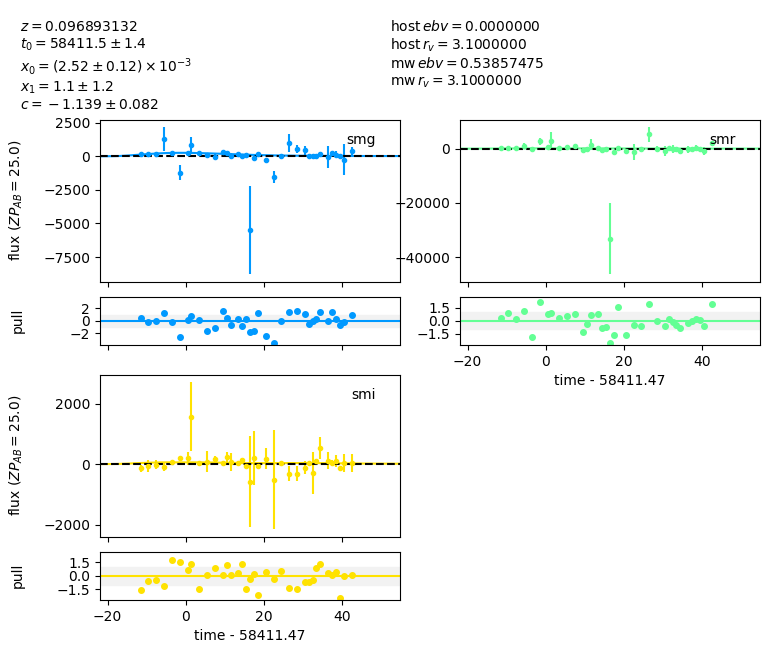 z = 0.096893132
t₀ = 58411.5 ± 1.4
x₀ = (2.52 ± 0.12) × 10⁻³
x₁ = 1.1 ± 1.2
c = −1.139 ± 0.082
host ebv = 0.0000000
host r_v = 3.1000000
mw ebv = 0.53857475
mw r_v = 3.1000000
smg
flux (ZP_AB = 25.0)
2500
0
−2500
−5000
−7500
smr
0
−20000
−40000
pull
2
0
−2
1.5
0.0
−1.5
−20
0
20
40
time - 58411.47
smi
flux (ZP_AB = 25.0)
2000
0
−2000
pull
1.5
0.0
−1.5
−20
0
20
40
time - 58411.47